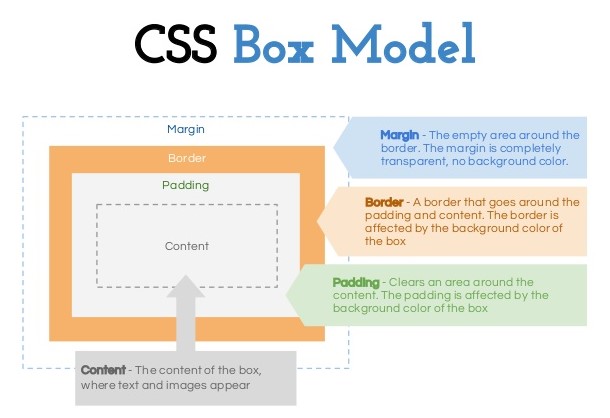 CSS Box Model
Margin
Border
Padding
Content
Margin - The empty area around the
border. The margin is completely
transparent, no background color.
Border - A border that goes around the
padding and content. The border is
affected by the background color of
the box
Padding - Clears an area around the
content. The padding is affected by the
background color of the box
Content - The content of the box,
where text and images appear